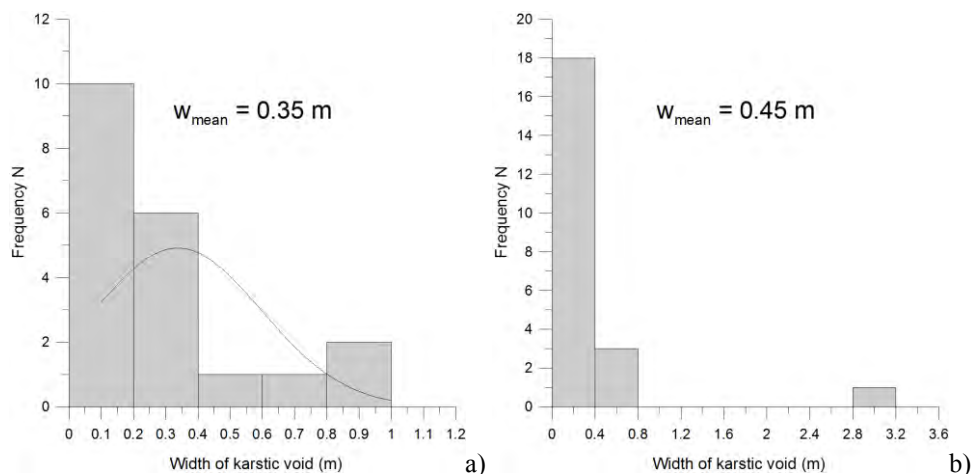 12
10
8
6
4
2
0
Frequency N
w_mean = 0.35 m
0 0.1 0.2 0.3 0.4 0.5 0.6 0.7 0.8 0.9 1 1.1 1.2
Width of karstic void (m)
a)
20
18
16
14
12
10
8
6
4
2
0
Frequency N
w_mean = 0.45 m
0 0.4 0.8 1.2 1.6 2 2.4 2.8 3.2 3.6
Width of karstic void (m)
b)